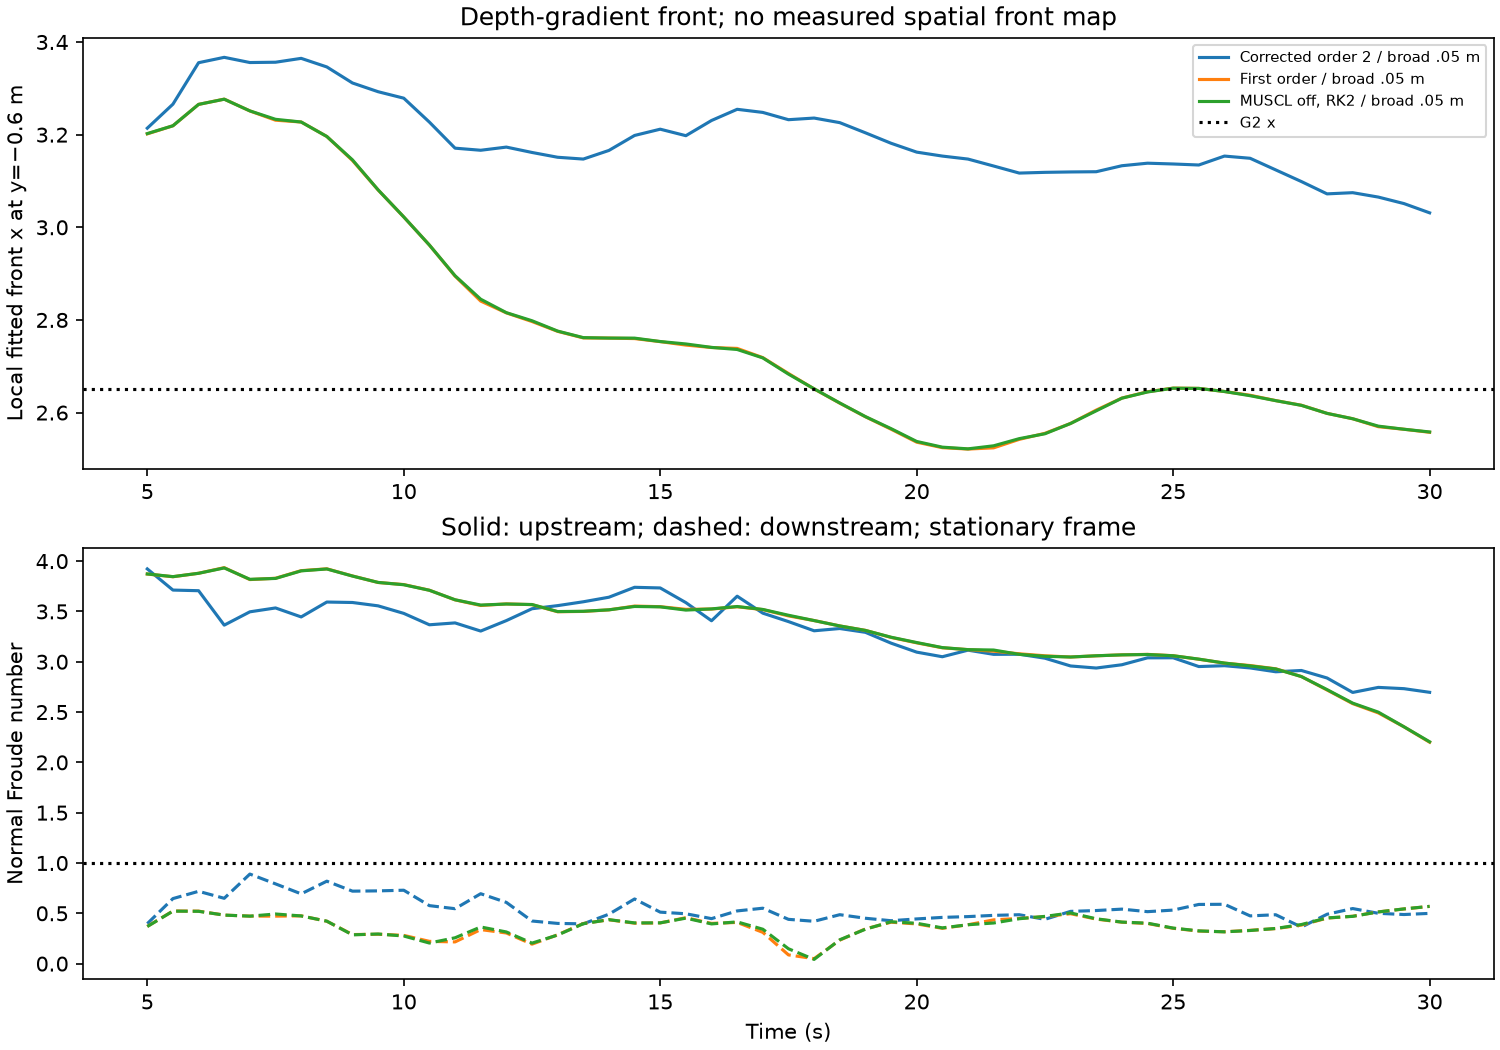 Depth-gradient front; no measured spatial front map
Local fitted front x at y=−0.6 m
3.4
3.2
3.0
2.8
2.6
Corrected order 2 / broad .05 m
First order / broad .05 m
MUSCL off, RK2 / broad .05 m
G2 x
5 10 15 20 25 30
Solid: upstream; dashed: downstream; stationary frame
Normal Froude number
4.0
3.5
3.0
2.5
2.0
1.5
1.0
0.5
0.0
5 10 15 20 25 30
Time (s)